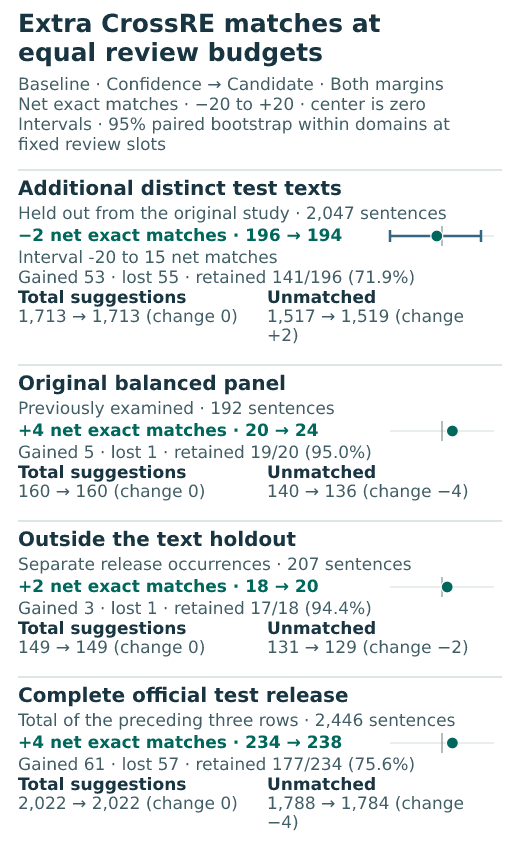 Extra CrossRE matches at
equal review budgets
Baseline · Confidence → Candidate · Both margins
Net exact matches · −20 to +20 · center is zero
Intervals · 95% paired bootstrap within domains at
fixed review slots
Additional distinct test texts
Held out from the original study · 2,047 sentences
−2 net exact matches · 196 → 194
Interval -20 to 15 net matches
Gained 53 · lost 55 · retained 141/196 (71.9%)
Total suggestions Unmatched
1,713 → 1,713 (change 0) 1,517 → 1,519 (change
+2)
Original balanced panel
Previously examined · 192 sentences
+4 net exact matches · 20 → 24
Gained 5 · lost 1 · retained 19/20 (95.0%)
Total suggestions Unmatched
160 → 160 (change 0) 140 → 136 (change −4)
Outside the text holdout
Separate release occurrences · 207 sentences
+2 net exact matches · 18 → 20
Gained 3 · lost 1 · retained 17/18 (94.4%)
Total suggestions Unmatched
149 → 149 (change 0) 131 → 129 (change −2)
Complete official test release
Total of the preceding three rows · 2,446 sentences
+4 net exact matches · 234 → 238
Gained 61 · lost 57 · retained 177/234 (75.6%)
Total suggestions Unmatched
2,022 → 2,022 (change 0) 1,788 → 1,784 (change
−4)